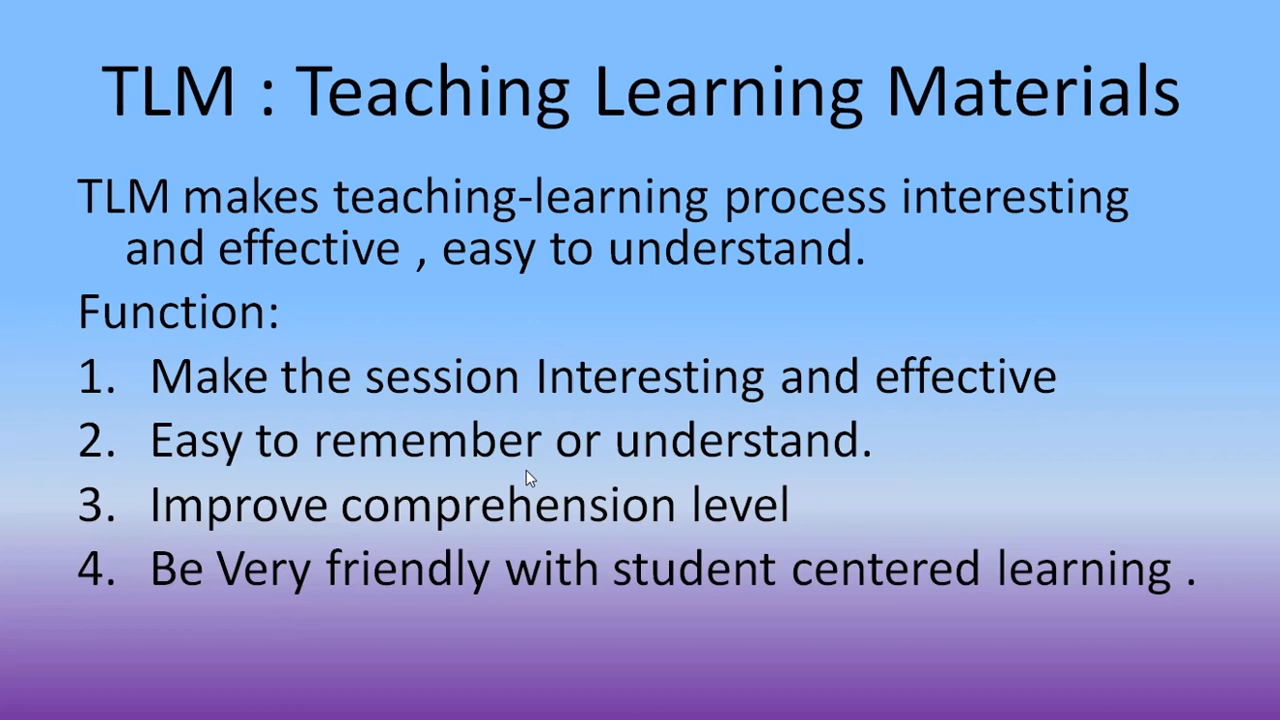 TLM : Teaching Learning Materials
TLM makes teaching-learning process interesting
and effective , easy to understand.
Function:
1. Make the session Interesting and effective
2. Easy to remember or understand.
3. Improve comprehension level
4. Be Very friendly with student centered learning .